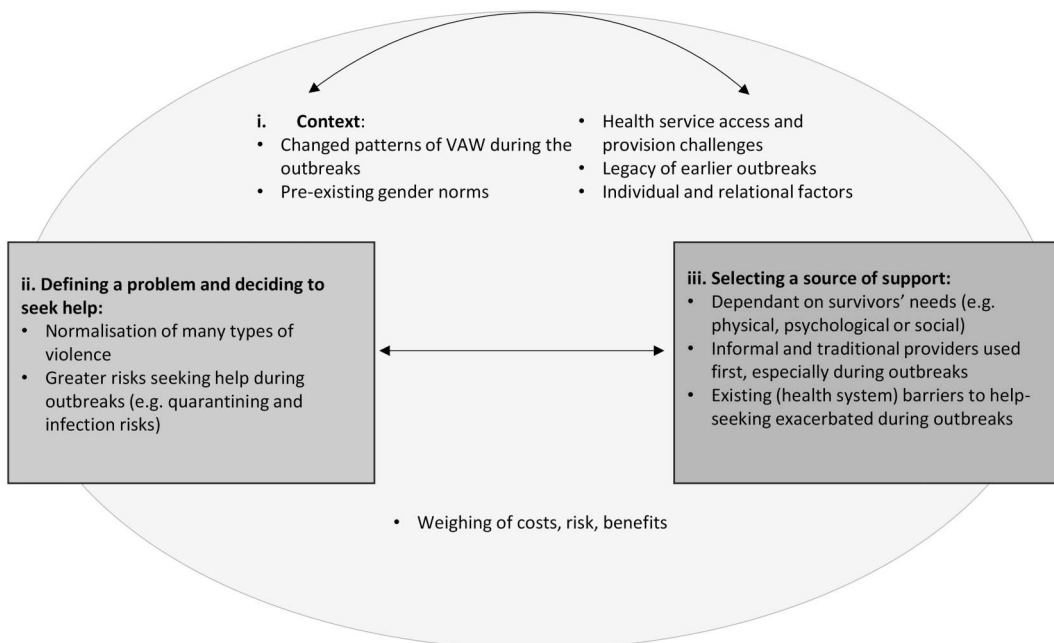 i. Context:
• Changed patterns of VAW during the
outbreaks
• Pre-existing gender norms
• Health service access and
provision challenges
• Legacy of earlier outbreaks
• Individual and relational factors
ii. Defining a problem and deciding to
seek help:
• Normalisation of many types of
violence
• Greater risks seeking help during
outbreaks (e.g. quarantining and
infection risks)
iii. Selecting a source of support:
• Dependant on survivors’ needs (e.g.
physical, psychological or social)
• Informal and traditional providers used
first, especially during outbreaks
• Existing (health system) barriers to help-
seeking exacerbated during outbreaks
• Weighing of costs, risk, benefits